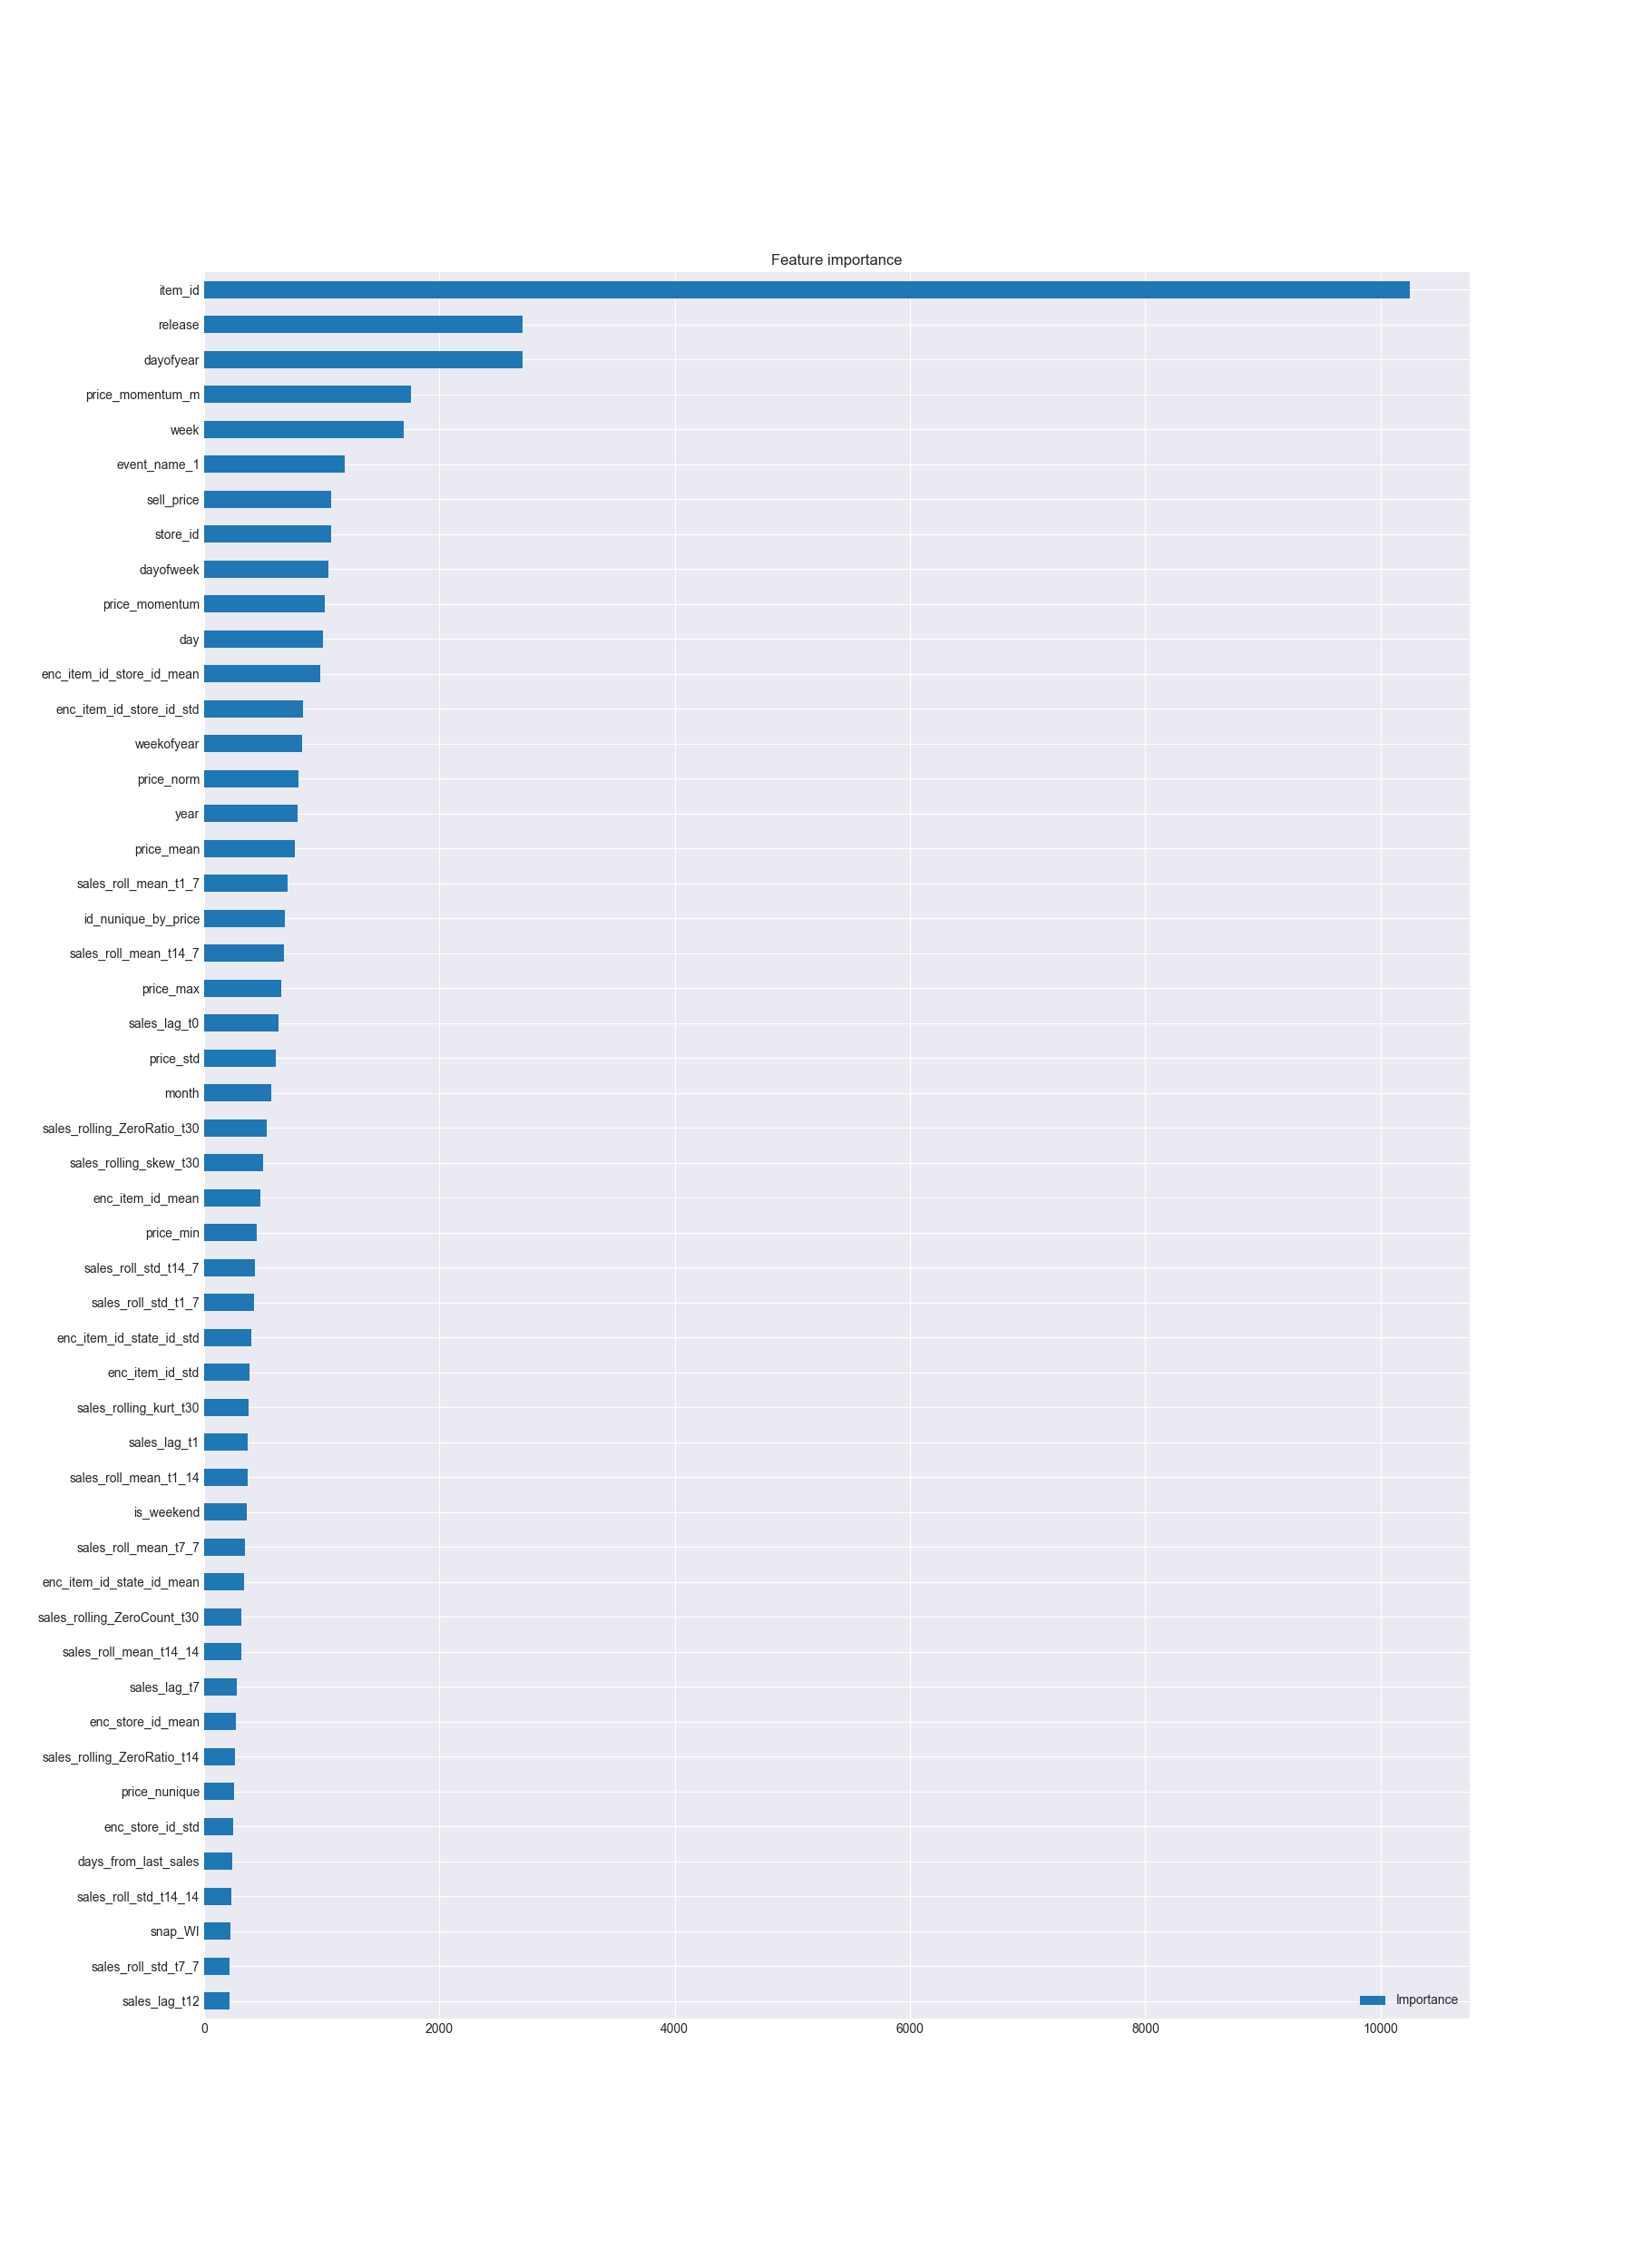 Feature importance
item_id
release
dayofyear
price_momentum_m
week
event_name_1
sell_price
store_id
dayofweek
price_momentum
day
enc_item_id_store_id_mean
enc_item_id_store_id_std
weekofyear
price_norm
year
price_mean
sales_roll_mean_t1_7
id_nunique_by_price
sales_roll_mean_t14_7
price_max
sales_lag_t0
price_std
month
sales_rolling_ZeroRatio_t30
sales_rolling_skew_t30
enc_item_id_mean
price_min
sales_roll_std_t14_7
sales_roll_std_t1_7
enc_item_id_state_id_std
enc_item_id_std
sales_rolling_kurt_t30
sales_lag_t1
sales_roll_mean_t1_14
is_weekend
sales_roll_mean_t7_7
enc_item_id_state_id_mean
sales_rolling_ZeroCount_t30
sales_roll_mean_t14_14
sales_lag_t7
enc_store_id_mean
sales_rolling_ZeroRatio_t14
price_nunique
enc_store_id_std
days_from_last_sales
sales_roll_std_t14_14
snap_WI
sales_roll_std_t7_7
sales_lag_t12
Importance
0 2000 4000 6000 8000 10000